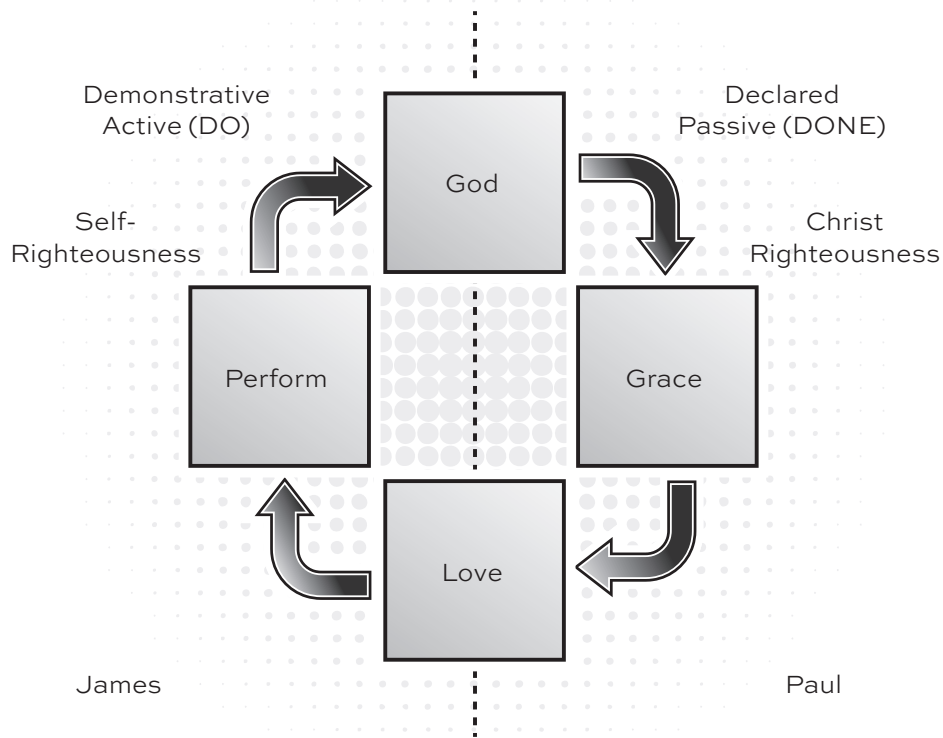 Demonstrative
Active (DO)
Declared
Passive (DONE)
God
Self-
Righteousness
Christ
Righteousness
Perform
Grace
Love
James
Paul